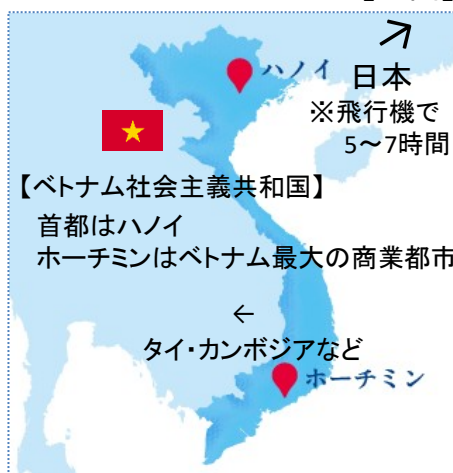 ハノイ
↗
日本
※飛行機で
5～7時間
【ベトナム社会主義共和国】
首都はハノイ
ホーチミンはベトナム最大の商業都市
←
タイ・カンボジアなど
ホーチミン